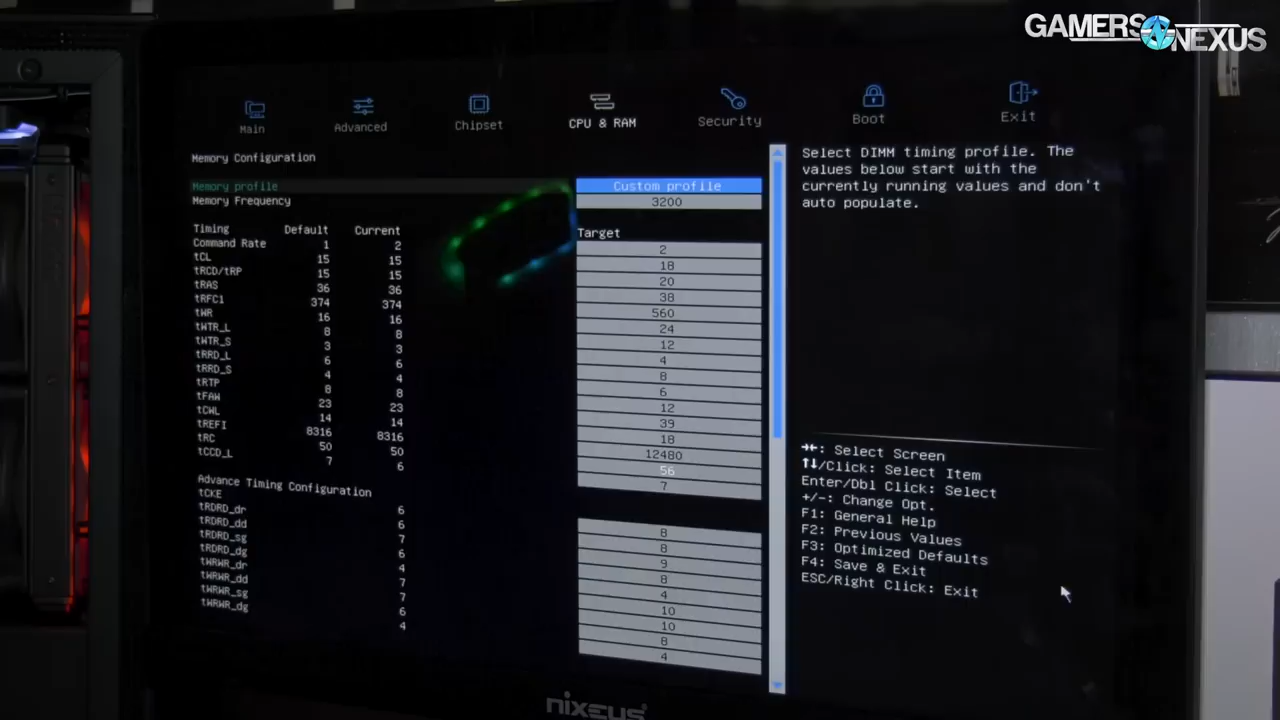 GAMERS NEXUS
Main Advanced Chipset CPU & RAM Security Boot Exit
Memory Configuration
Memory profile Custom profile
Memory Frequency 3200
Timing Default Current Target
Command Rate 1 2 2
tCL 15 15 18
tRCD/tRP 15 15 20
tRAS 36 36 38
tRFC1 374 374 560
tWR 16 16 24
tWTR_L 8 8 12
tWTR_S 3 3 4
tRRD_L 6 6 8
tRRD_S 4 4 6
tRTP 8 8 12
tFAW 23 23 39
tCWL 14 14 18
tREFI 8316 8316 12480
tRC 50 50 56
tCCD_L 7 6 7
Advance Timing Configuration
tCKE 6 8
tRDRD_dr 6 8
tRDRD_dd 7 9
tRDRD_sg 6 8
tRDRD_dg 4 4
tWRWR_dr 7 10
tWRWR_dd 7 10
tWRWR_sg 6 8
tWRWR_dg 4 4
Select DIMM timing profile. The
values below start with the
currently running values and don't
auto populate.
→←: Select Screen
↑↓/Click: Select Item
Enter/Dbl Click: Select
+/-: Change Opt.
F1: General Help
F2: Previous Values
F3: Optimized Defaults
F4: Save & Exit
ESC/Right Click: Exit
nixeus